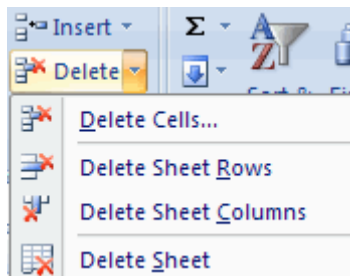 Insert Σ
Delete
A
Z
Delete Cells...
Delete Sheet Rows
Delete Sheet Columns
Delete Sheet